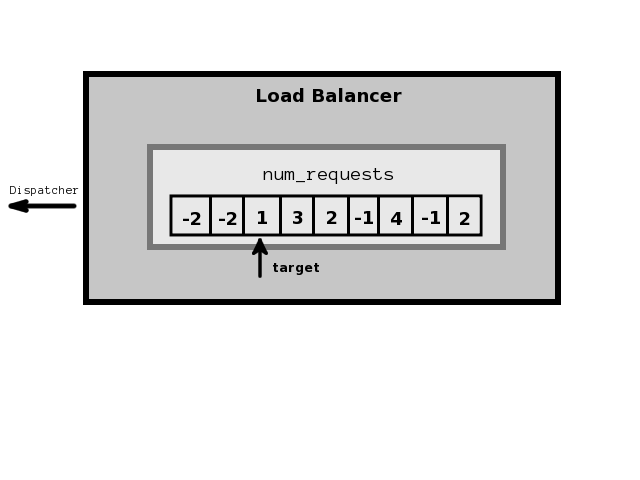 Load Balancer
num_requests
Dispatcher
-2 -2 1 3 2 -1 4 -1 2
target